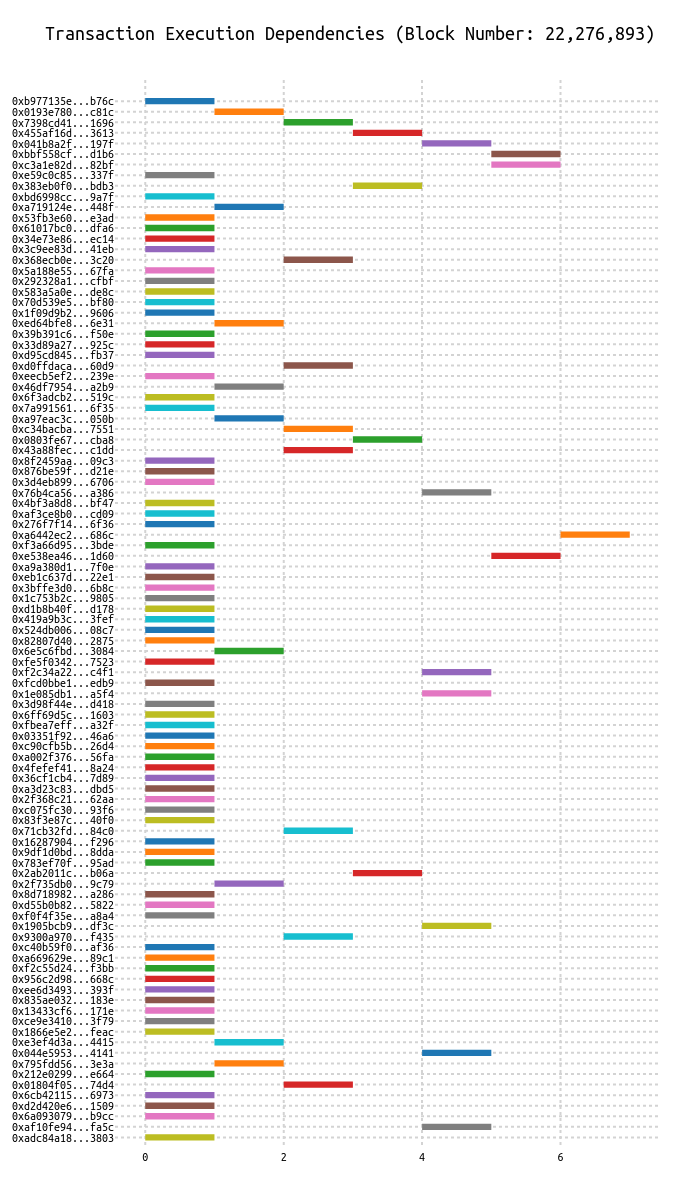 Transaction Execution Dependencies (Block Number: 22,276,893)
0xb977135e...b76c
0x0193e780...c81c
0x7398cd41...1696
0x455af16d...3613
0x041b8a2f...197f
0xbbf558cf...d1b6
0xc3a1e82d...82bf
0xe59c0c85...337f
0x383eb0f0...bdb3
0xbd6998cc...9a7f
0xa719124e...448f
0x53fb3e60...e3ad
0x61017bc0...dfa6
0x34e73e86...ec14
0x3c9ee83d...41eb
0x368ecb0e...3c20
0x5a188e55...67fa
0x292328a1...cfbf
0x583a5a0e...de8c
0x70d539e5...bf80
0x1f09d9b2...9606
0xed64bfe8...6e31
0x39b391c6...f50e
0x33d89a27...925c
0xd95cd845...fb37
0xd0ffdaca...60d9
0xeecb5ef2...239e
0x46df7954...a2b9
0x6f3adcb2...519c
0x7a991561...6f35
0xa97eac3c...050b
0xc34bacba...7551
0x0803fe67...cba8
0x43a88fec...c1dd
0x8f2459aa...09c3
0x876be59f...d21e
0x3d4eb899...6706
0x76b4ca56...a386
0x4bf3a8d8...bf47
0xaf3ce8b0...cd09
0x276f7f14...6f36
0xa6442ec2...686c
0xf3a66d95...3bde
0xe538ea46...1d60
0xa9a380d1...7f0e
0xeb1c637d...22e1
0x3bffe3d0...6b8c
0x1c753b2c...9805
0xd1b8b40f...d178
0x419a9b3c...3fef
0x524db006...08c7
0x82807d40...2875
0x6e5c6fbd...3084
0xfe5f0342...7523
0xf2c34a22...c4f1
0xfcd0bbe1...edb9
0x1e085db1...a5f4
0x3d98f44e...d418
0x6ff69d5c...1603
0xfbea7eff...a32f
0x03351f92...46a6
0xc90cfb5b...26d4
0xa002f376...56fa
0x4fefef41...8a24
0x36cf1cb4...7d89
0xa3d23c83...dbd5
0x2f368c21...62aa
0xc075fc30...93f6
0x83f3e87c...40f0
0x71cb32fd...84c0
0x16287904...f296
0x9df1d0bd...8dda
0x783ef70f...95ad
0x2ab2011c...b06a
0x2f735db0...9c79
0x8d718982...a286
0xd55b0b82...5822
0xf0f4f35e...a8a4
0x1905bcb9...df3c
0x9300a970...f435
0xc40b59f0...af36
0xa669629e...89c1
0xf2c55d24...f3bb
0x956c2d98...668c
0xee6d3493...393f
0x835ae032...183e
0x13433cf6...171e
0xce9e3410...3f79
0x1866e5e2...feac
0xe3ef4d3a...4415
0x044e5953...4141
0x795fdd56...3e3a
0x212e0299...e664
0x01804f05...74d4
0x6cb42115...6973
0xd2d420e6...1509
0x6a093079...b9cc
0xaf10fe94...fa5c
0xadc84a18...3803
0 2 4 6